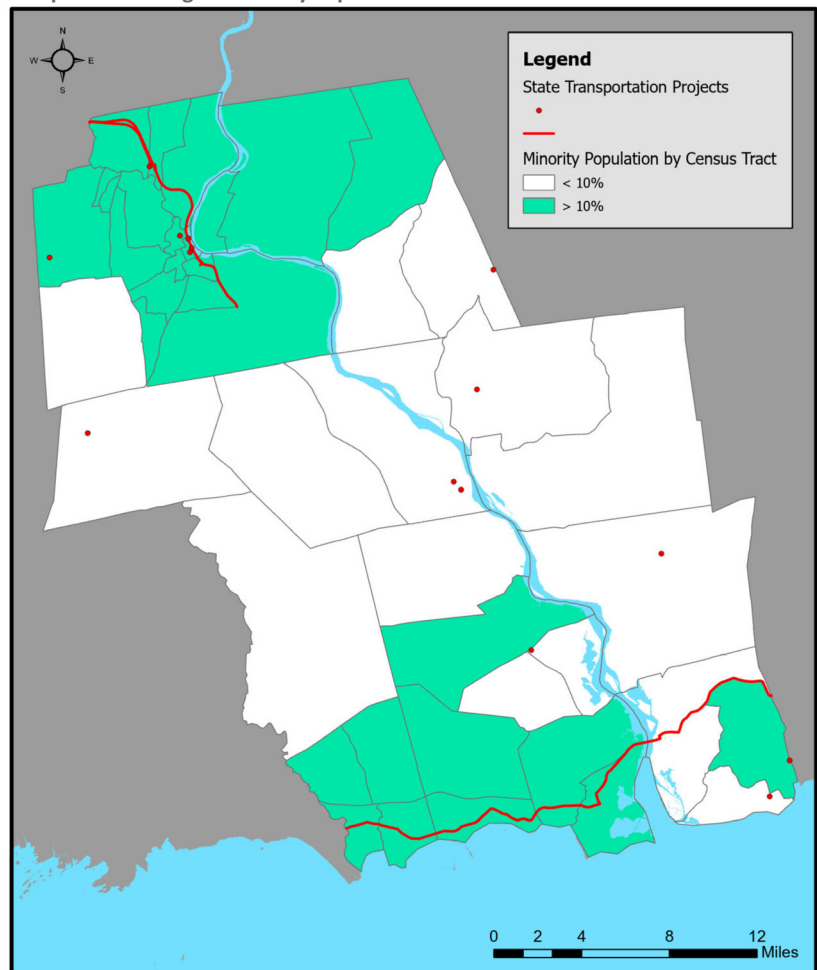 N
W E
S
Legend
State Transportation Projects
Minority Population by Census Tract
< 10%
> 10%
0 2 4 8 12
Miles